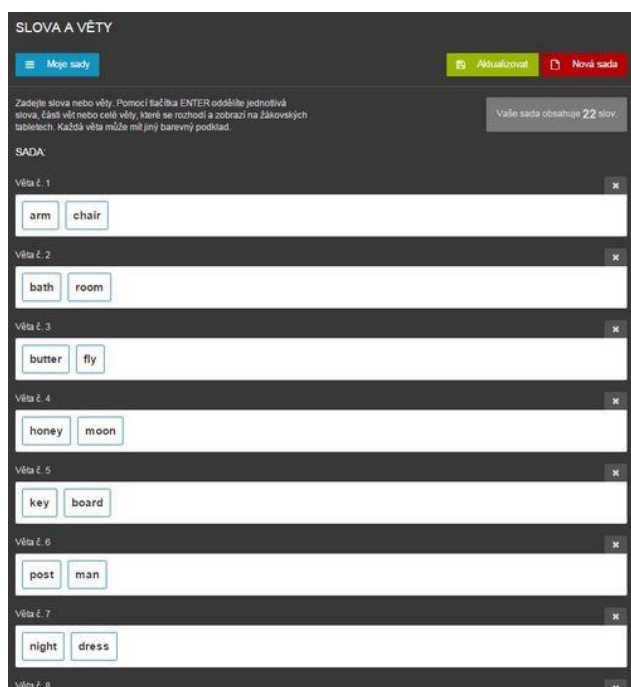 SLOVA A VĚTY
Moje sady
Aktualizovat
Nová sada
Zadejte slova nebo věty. Pomocí tlačítka ENTER oddělíte jednotlivá
slova, části vět nebo celé věty, které se rozhodí a zobrazí na žákovských
tabletech. Každá věta může mít jiný barevný podklad.
Vaše sada obsahuje 22 slov.
SADA:
Věta č. 1
arm chair
Věta č. 2
bath room
Věta č. 3
butter fly
Věta č. 4
honey moon
Věta č. 5
key board
Věta č. 6
post man
Věta č. 7
night dress
Věta č. 8